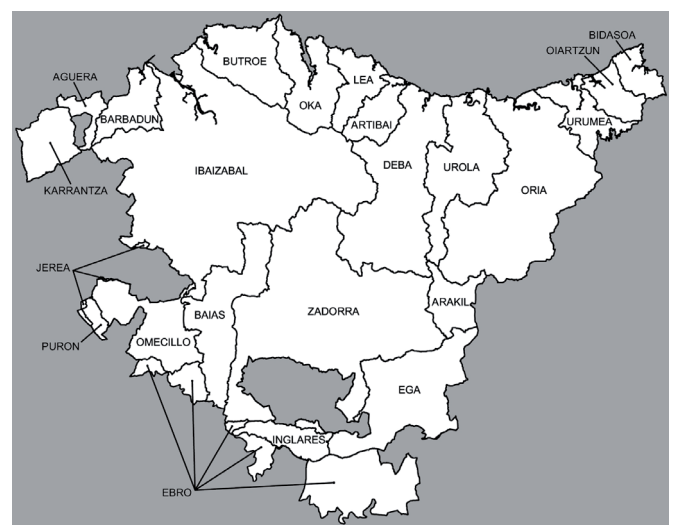 BIDASOA
OIARTZUN
BUTROE
AGUERA
LEA
OKA
BARBADUN
ARTIBAI
URUMEA
IBAIZABAL
DEBA
UROLA
KARRANTZA
ORIA
JEREA
ARAKIL
ZADORRA
BAIAS
OMECILLO
PURON
EGA
INGLARES
EBRO